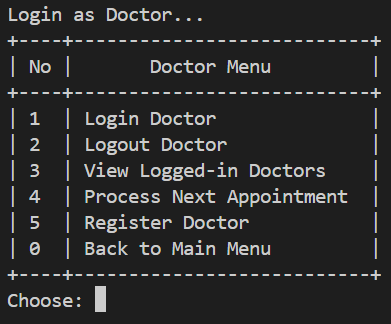 Login as Doctor...
+----+---------------------------+
| No |       Doctor Menu         |
+----+---------------------------+
| 1  | Login Doctor              |
| 2  | Logout Doctor             |
| 3  | View Logged-in Doctors    |
| 4  | Process Next Appointment  |
| 5  | Register Doctor           |
| 0  | Back to Main Menu         |
+----+---------------------------+
Choose: